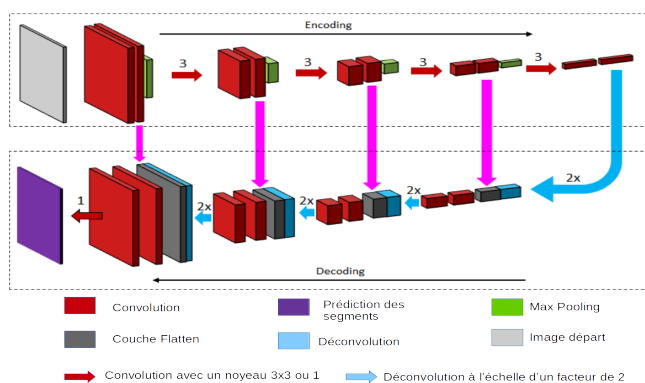 Encoding
3
3
3
3
2x
1
2x
2x
2x
Decoding
Convolution
Prédiction des
segments
Max Pooling
Couche Flatten
Déconvolution
Image départ
Convolution avec un noyeau 3x3 ou 1
Déconvolution à l'échelle d'un facteur de 2